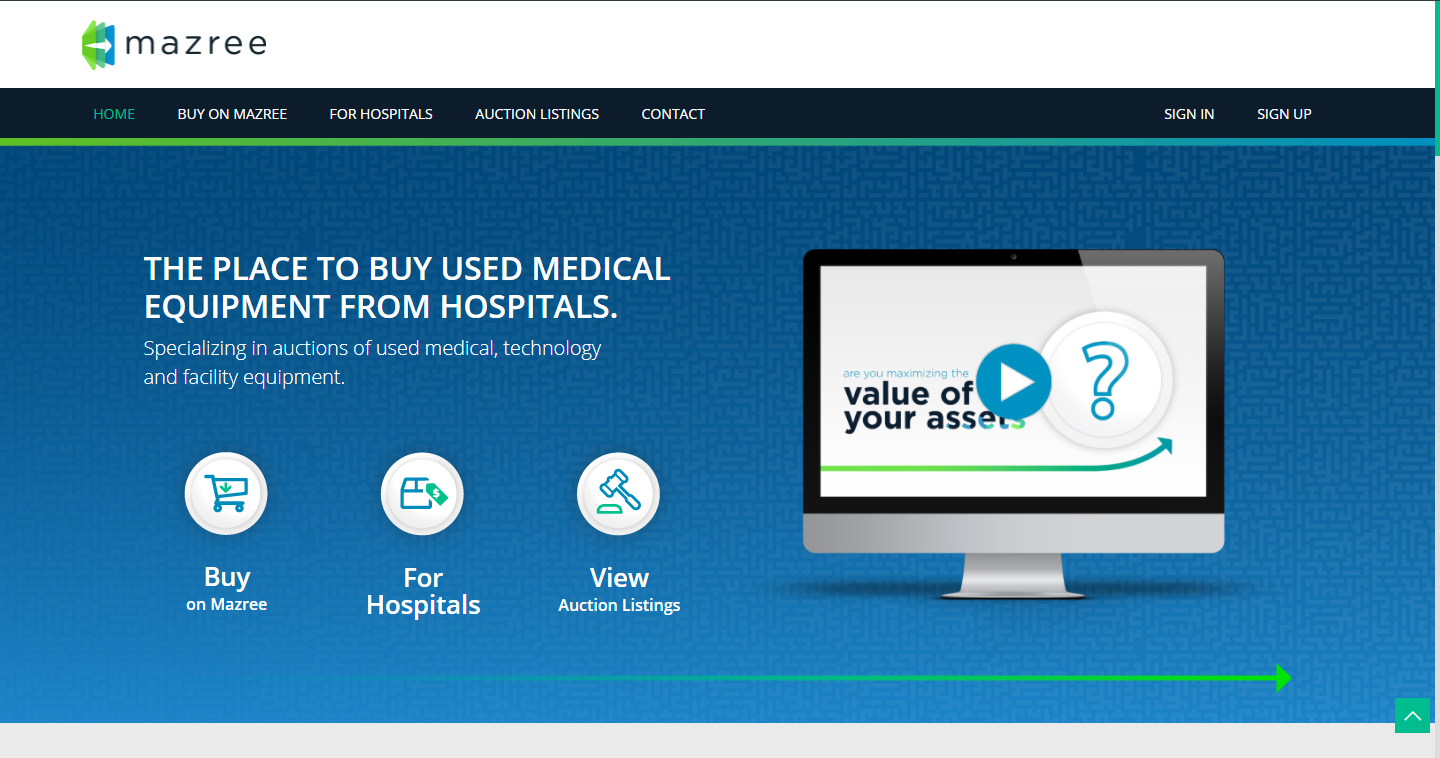 mazree
HOME BUY ON MAZREE FOR HOSPITALS AUCTION LISTINGS CONTACT SIGN IN SIGN UP
THE PLACE TO BUY USED MEDICAL
EQUIPMENT FROM HOSPITALS.
Specializing in auctions of used medical, technology
and facility equipment.
are you maximizing the
value of
your assets
?
$
Buy
on Mazree
For
Hospitals
View
Auction Listings